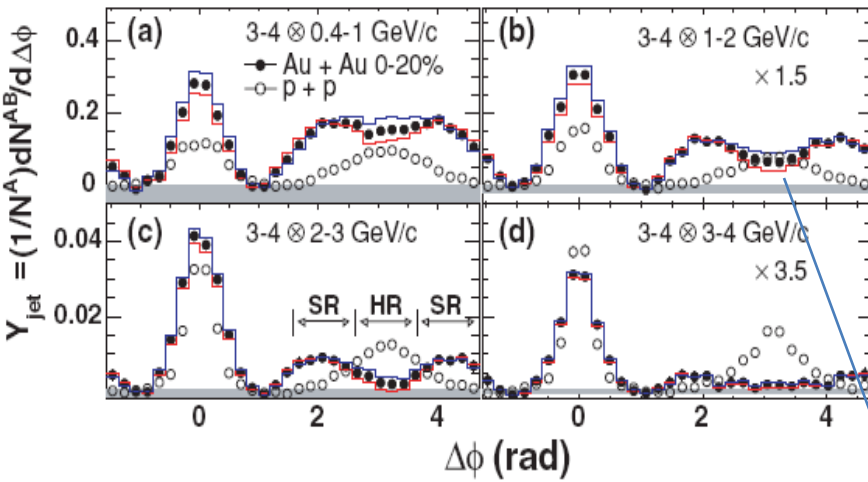 (a) 3-4 ⊗ 0.4-1 GeV/c
Au + Au 0-20%
p + p
(b) 3-4 ⊗ 1-2 GeV/c
× 1.5
0.4
0.2
0
(c) 3-4 ⊗ 2-3 GeV/c
SR HR SR
(d) 3-4 ⊗ 3-4 GeV/c
× 3.5
0.04
0.02
0 2 4 0 2 4
Y_jet = (1/N^A)dN^AB/dΔϕ
Δϕ (rad)